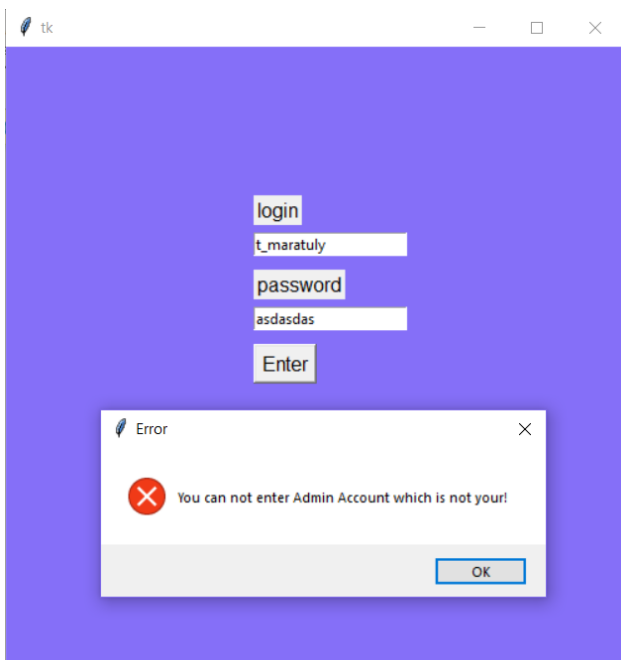 tk
login
t_maratuly
password
asdasdas
Enter
Error
You can not enter Admin Account which is not your!
OK